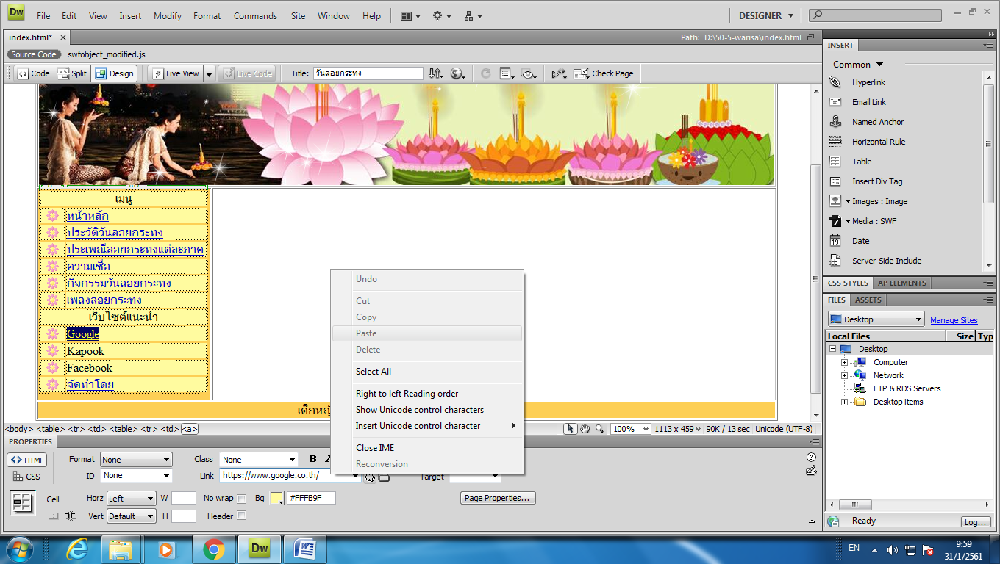 Dw File Edit View Insert Modify Format Commands Site Window Help DESIGNER
index.html* Path: D:\50-5-warisa\index.html
Source Code swfobject_modified.js
Code Split Design Live View Live Code Title: วันลอยกระทง Check Page
เมนู
หน้าหลัก
ประวัติวันลอยกระทง
ประเพณีลอยกระทงแต่ละภาค
ความเชื่อ
กิจกรรมวันลอยกระทง
เพลงลอยกระทง
เว็บไซต์แนะนำ
Google
Kapook
Facebook
จัดทำโดย
เด็กหญิ
Undo
Cut
Copy
Paste
Delete
Select All
Right to left Reading order
Show Unicode control characters
Insert Unicode control character
Close IME
Reconversion
<body> <table> <tr> <td> <table> <tr> <td> <a> 100% 1113 x 459 90K / 13 sec Unicode (UTF-8)
PROPERTIES
HTML Format None Class None B I
CSS ID None Link https://www.google.co.th/ Target
Cell Horz Left W No wrap Bg #FFFB9F Page Properties...
Vert Default H Header
INSERT
Common
Hyperlink
Email Link
Named Anchor
Horizontal Rule
Table
Insert Div Tag
Images : Image
Media : SWF
Date
Server-Side Include
CSS STYLES AP ELEMENTS
FILES ASSETS
Desktop Manage Sites
Local Files Size Typ
Desktop
Computer
Network
FTP & RDS Servers
Desktop items
Ready Log...
Dw EN 9:59
31/1/2561